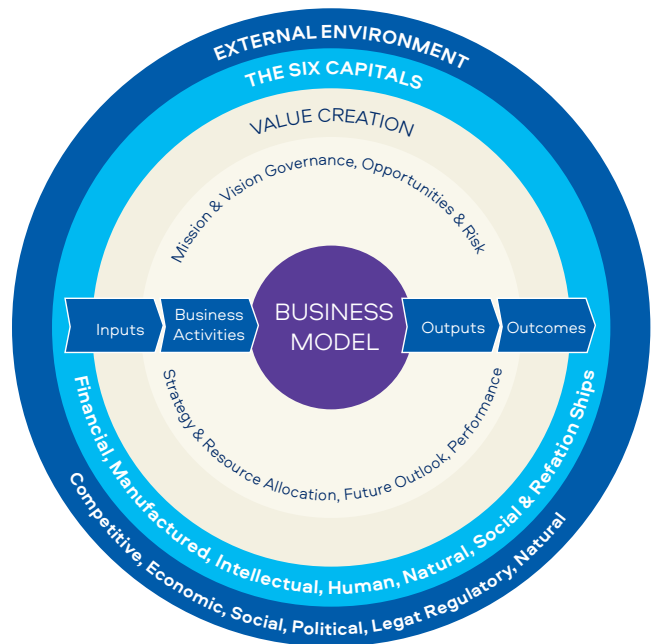 EXTERNAL ENVIRONMENT
THE SIX CAPITALS
VALUE CREATION
Mission & Vision Governance, Opportunities & Risk
Inputs
Business
Activities
BUSINESS
MODEL
Outputs
Outcomes
Strategy & Resource Allocation, Future Outlook, Performance
Financial, Manufactured, Intellectual, Human, Natural, Social & Refation Ships
Competitive, Economic, Social, Political, Legat Regulatory, Natural